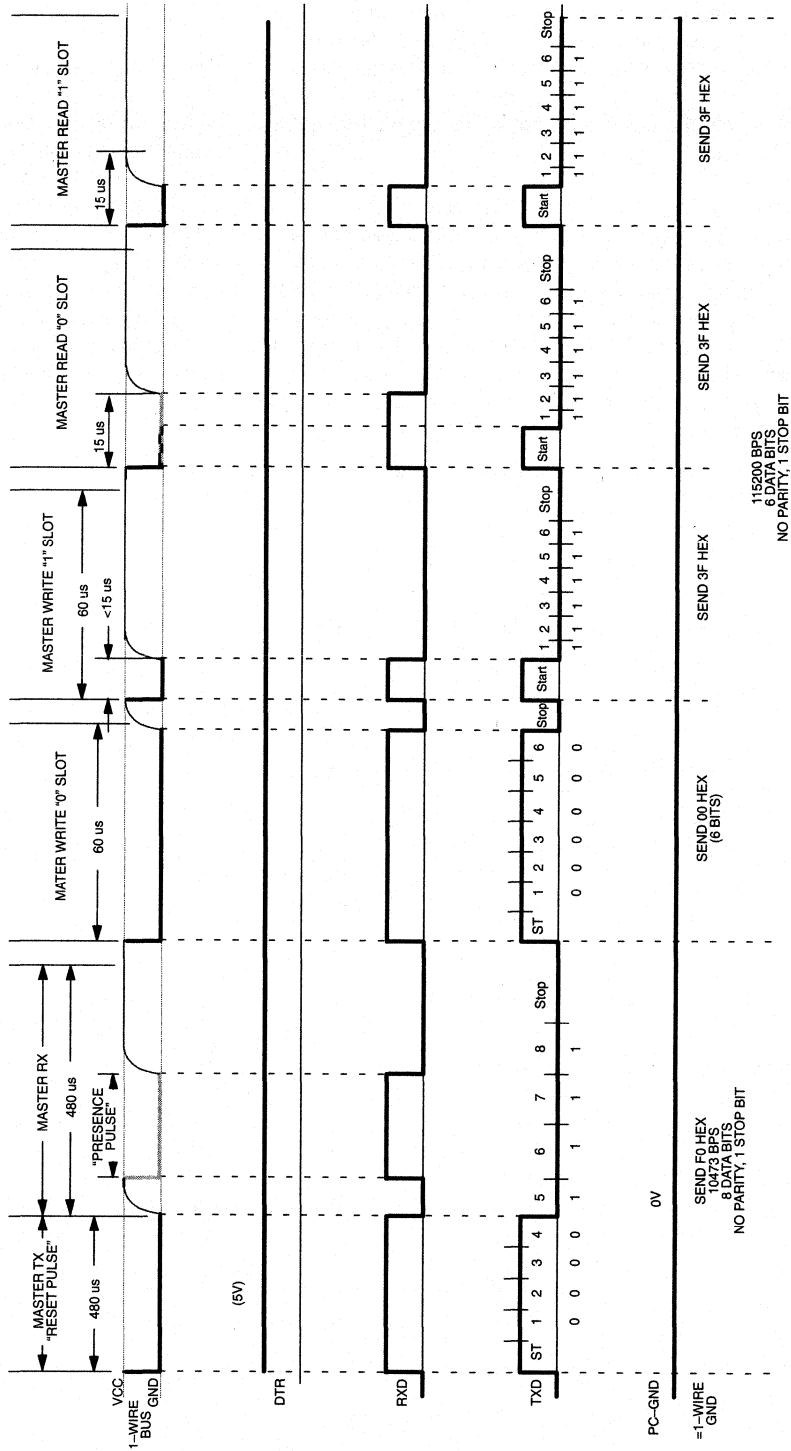 MASTER TX
"RESET PULSE"
MASTER RX
MATER WRITE "0" SLOT
MASTER WRITE "1" SLOT
MASTER READ "0" SLOT
MASTER READ "1" SLOT
480 us
480 us
"PRESENCE
PULSE"
60 us
60 us
<15 us
15 us
15 us
VCC
1–WIRE
BUS
GND
(5V)
DTR
RXD
TXD
ST 1 2 3 4 5 6 7 8 Stop
ST 1 2 3 4 5 6 Stop
Start 1 2 3 4 5 6 Stop
Start 1 2 3 4 5 6 Stop
Start 1 2 3 4 5 6 Stop
0 0 0 0 1 1 1 1
0 0 0 0 0 0
1 1 1 1 1 1
1 1 1 1 1 1
1 1 1 1 1 1
PC–GND
0V
=1–WIRE
GND
SEND F0 HEX
10473 BPS
8 DATA BITS
NO PARITY, 1 STOP BIT
SEND 00 HEX
(6 BITS)
SEND 3F HEX
SEND 3F HEX
SEND 3F HEX
115200 BPS
6 DATA BITS
NO PARITY, 1 STOP BIT